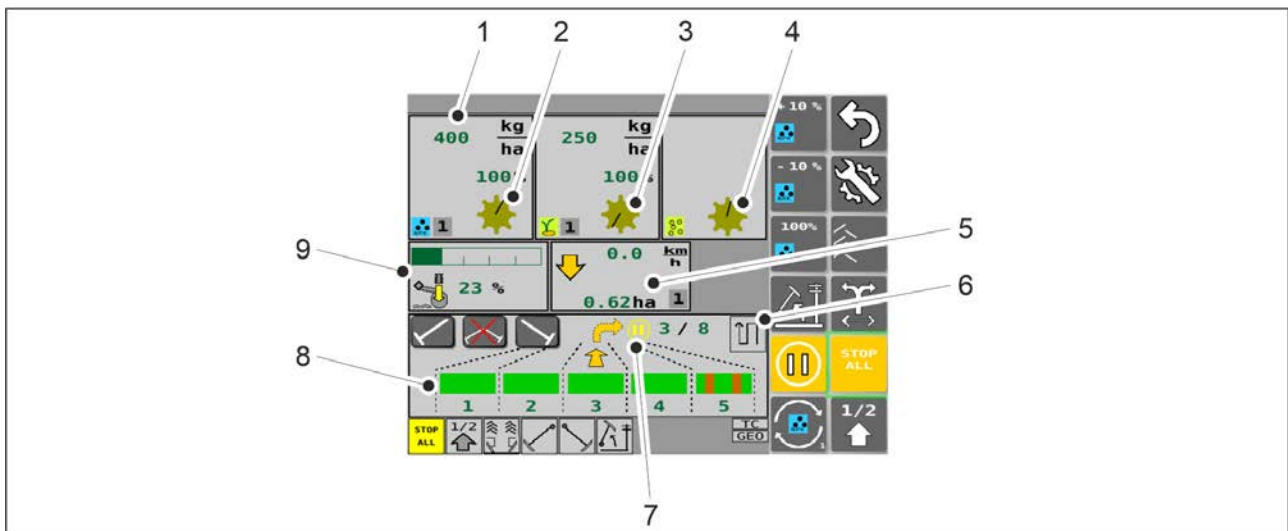 1 2 3 4
400 kg ha 250 kg ha
100% 100%
1 1
+ 10 %
- 10 %
100%
5
9
0.0 km h
23 %
0.62ha 1
6
3 / 8
8
1 2 3 4 5
STOP ALL
STOP ALL 1/2
TC
GEO
1
1/2
7